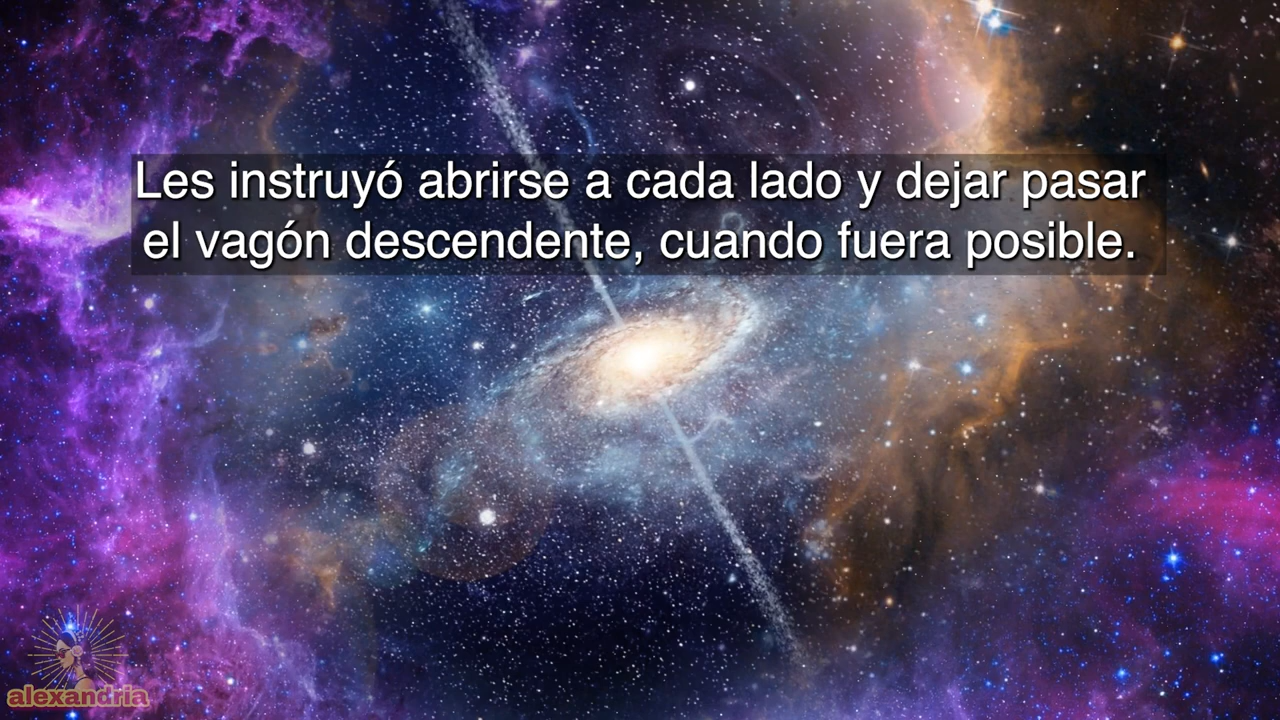 Les instruyó abrirse a cada lado y dejar pasar
el vagón descendente, cuando fuera posible.
alexandria